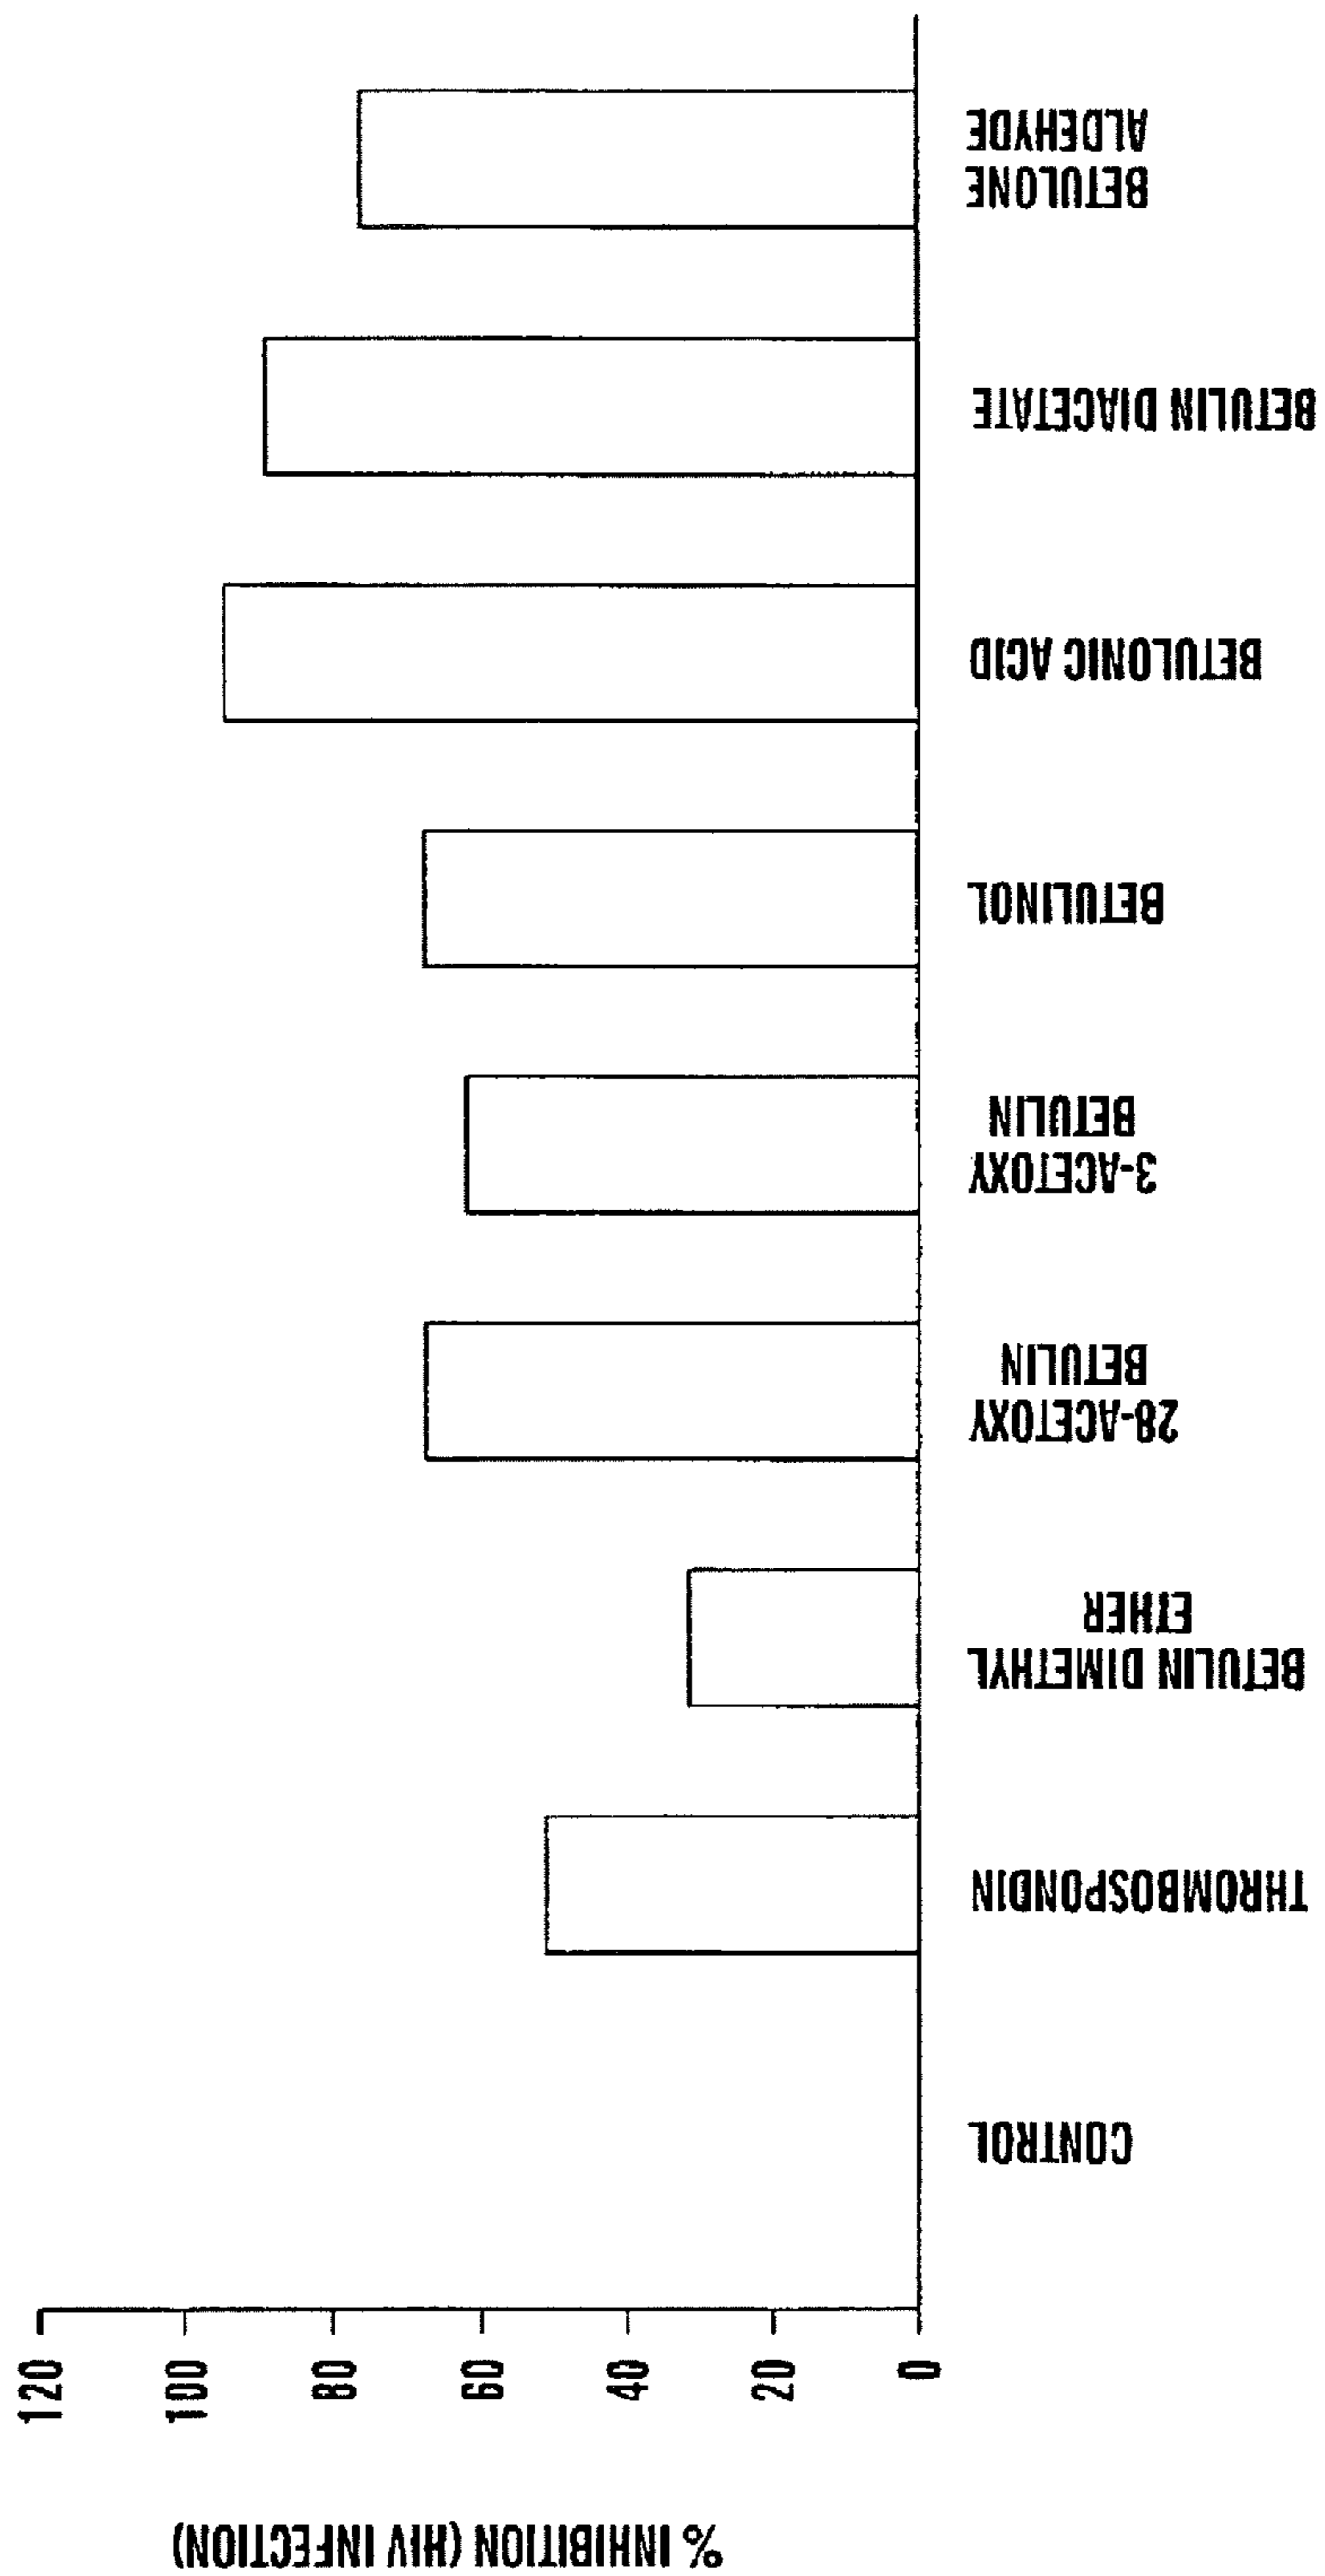 % INHIBITION (HIV INFECTION)
120
100
80
60
40
20
0
CONTROL
THROMBOSPONDIN
BETULIN DIMETHYL
ETHER
28-ACETOXY
BETULIN
3-ACETOXY
BETULIN
BETULINOL
BETULONIC ACID
BETULIN DIACETATE
BETULONE
ALDEHYDE